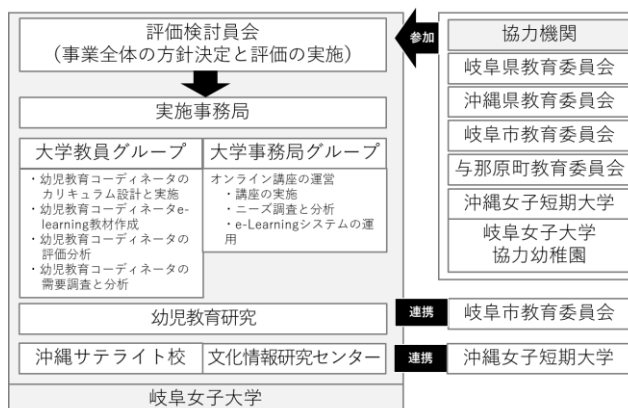 評価検討員会
（事業全体の方針決定と評価の実施）
実施事務局
大学教員グループ
・幼児教育コーディネータの
カリキュラム設計と実施
・幼児教育コーディネータe-
learning教材作成
・幼児教育コーディネータの
評価分析
・幼児教育コーディネータの
需要調査と分析
大学事務局グループ
オンライン講座の運営
・講座の実施
・ニーズ調査と分析
・e-Learningシステムの運
用
幼児教育研究
沖縄サテライト校
文化情報研究センター
岐阜女子大学
参加
協力機関
岐阜県教育委員会
沖縄県教育委員会
岐阜市教育委員会
与那原町教育委員会
沖縄女子短期大学
岐阜女子大学
協力幼稚園
連携
岐阜市教育委員会
連携
沖縄女子短期大学